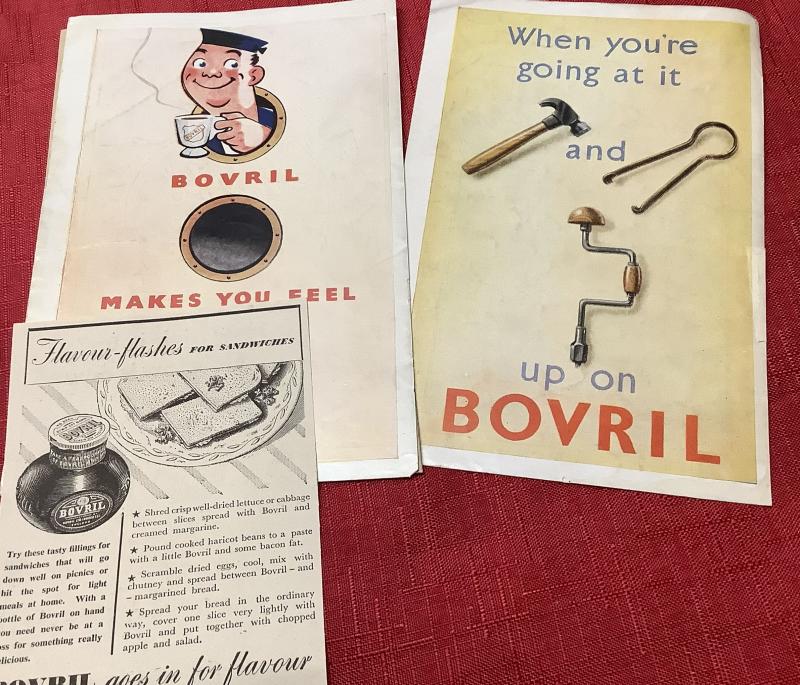 BOVRIL
BOVRIL
MAKES YOU FEEL
When you're
going at it
and
up on
BOVRIL
Flavour-flashes FOR SANDWICHES
BOVRIL
BOVRIL
Try these tasty fillings for
sandwiches that will go
down well on picnics or
hit the spot for light
meals at home. With a
bottle of Bovril on hand
you need never be at a
loss for something really
delicious.
★ Shred crisp well-dried lettuce or cabbage
between slices spread with Bovril and
creamed margarine.
★ Pound cooked haricot beans to a paste
with a little Bovril and some bacon fat.
★ Scramble dried eggs, cool, mix with
chutney and spread between Bovril – and
– margarined bread.
★ Spread your bread in the ordinary
way, cover one slice very lightly with
Bovril and put together with chopped
apple and salad.
BOVRIL goes in for flavour